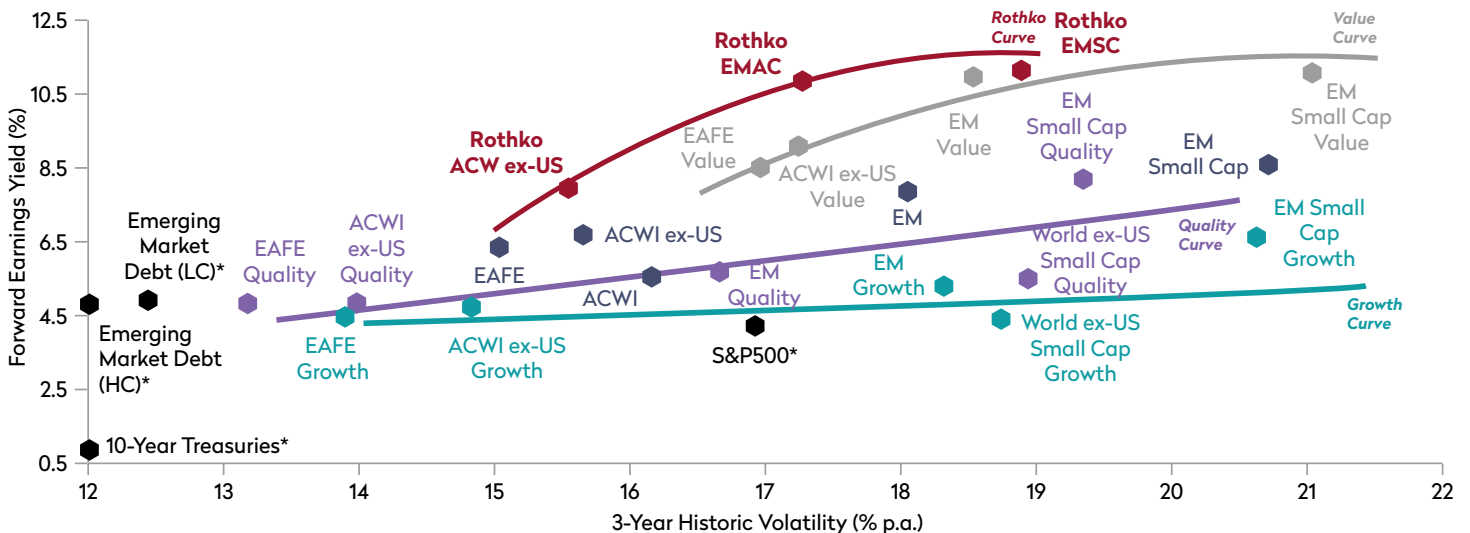 Forward Earnings Yield (%)
12.5
10.5
8.5
6.5
4.5
2.5
0.5
12
13
14
15
16
17
18
19
20
21
22
3-Year Historic Volatility (% p.a.)
Rothko
Curve
Rothko
EMSC
Value
Curve
Rothko
EMAC
Rothko
ACW ex-US
EAFE
Value
ACWI ex-US
Value
EM
Value
EM
Small Cap
Quality
EM
Small Cap
EM
Small Cap
Value
Emerging
Market
Debt (LC)*
EAFE
Quality
ACWI
ex-US
Quality
EAFE
ACWI ex-US
ACWI
EM
Quality
EM
EM
Growth
World ex-US
Small Cap
Quality
Quality
Curve
EM Small
Cap
Growth
Growth
Curve
Emerging
Market Debt
(HC)*
EAFE
Growth
ACWI ex-US
Growth
S&P500*
World ex-US
Small Cap
Growth
10-Year Treasuries*